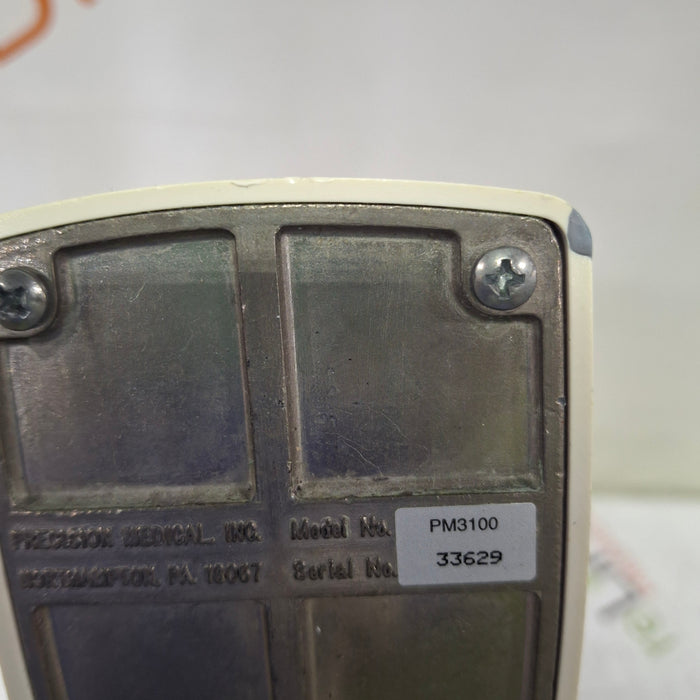 PRECISION MEDICAL, INC.
NORTHAMPTON, PA 18067
Model No. PM3100
Serial No. 33629